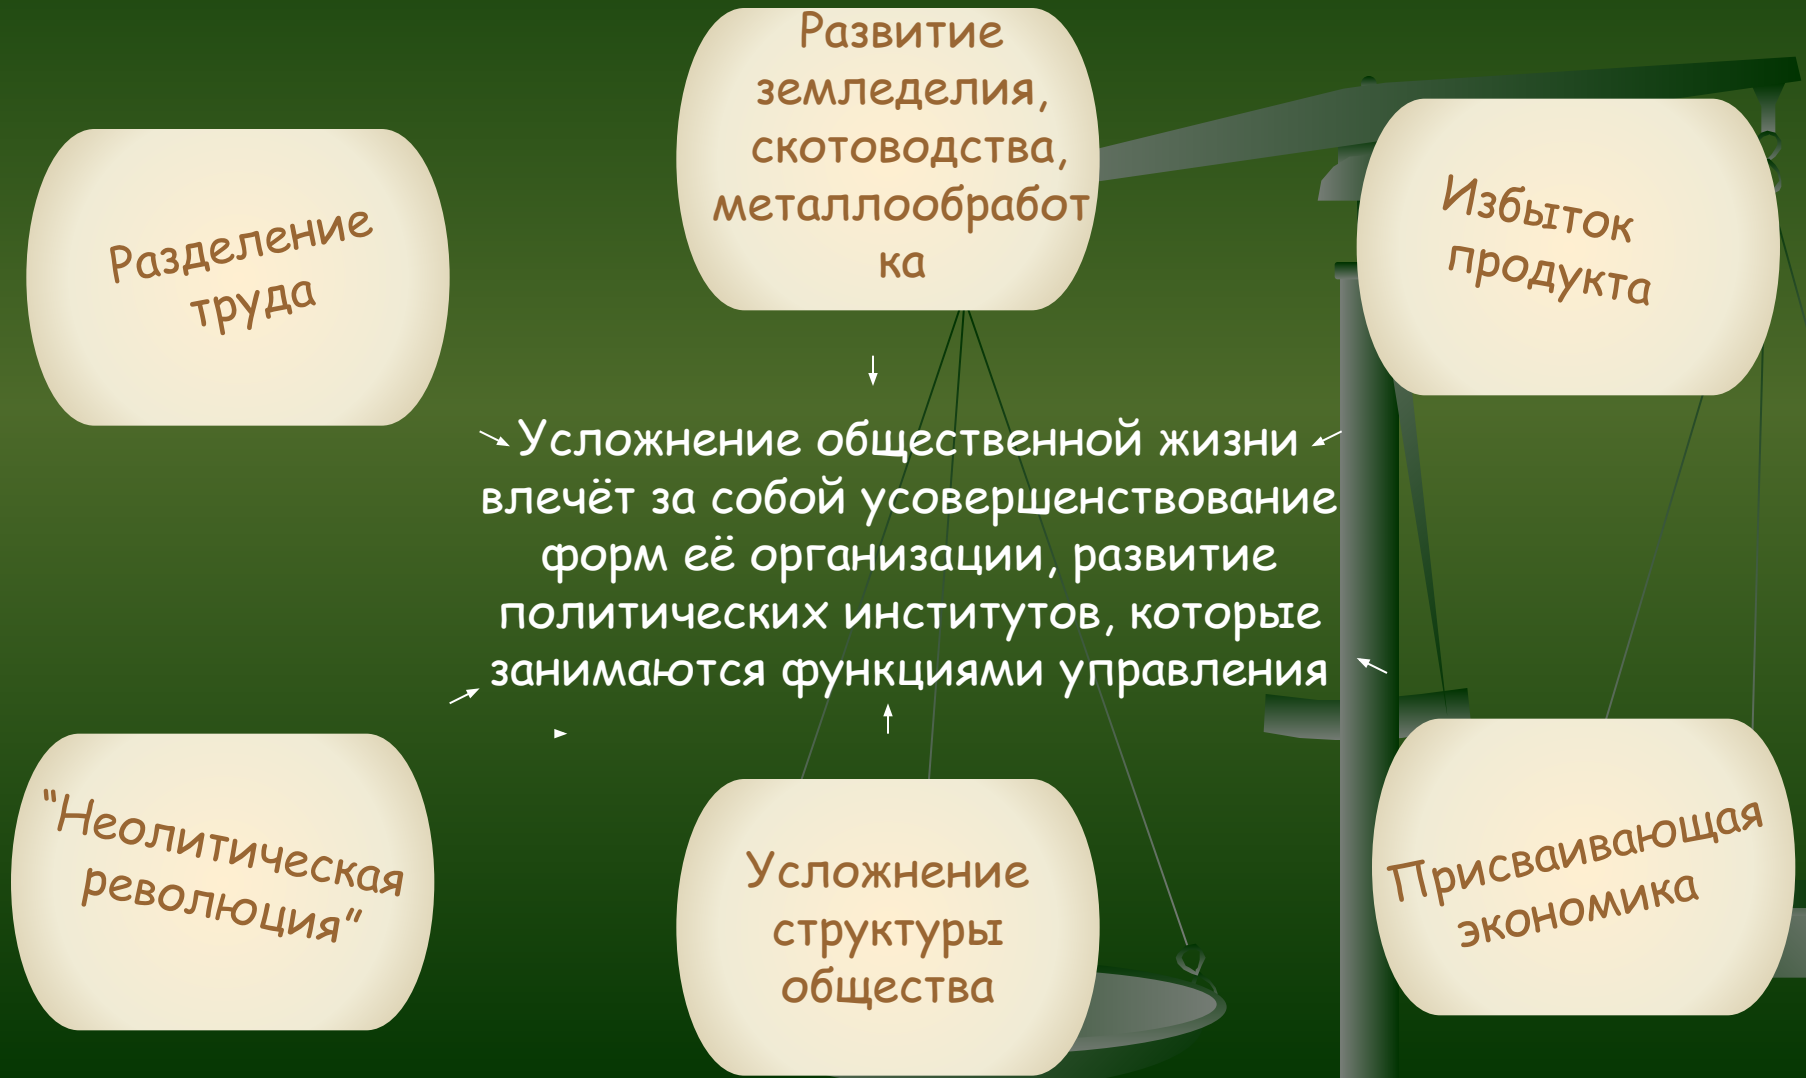 Развитие
земледелия,
скотоводства,
металлообработ
ка
Разделение
труда
Избыток
продукта
Усложнение общественной жизни
влечёт за собой усовершенствование
форм её организации, развитие
политических институтов, которые
занимаются функциями управления
"Неолитическая
революция"
Усложнение
структуры
общества
Присваивающая
экономика